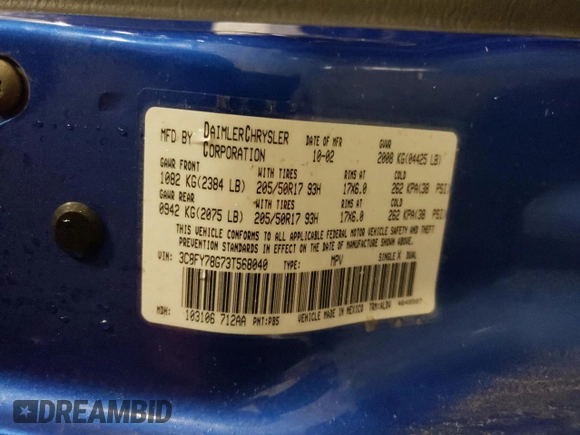 MFD BY DAIMLERCHRYSLER CORPORATION DATE OF MFR 10-02 GVWR 2008 KG(04425 LB)
GAWR FRONT WITH TIRES RIMS AT COLD
1082 KG(2384 LB) 205/50R17 93H 17X6.0 262 KPA(38 PSI)
GAWR REAR WITH TIRES RIMS AT COLD
0942 KG(2075 LB) 205/50R17 93H 17X6.0 262 KPA(38 PSI)
THIS VEHICLE CONFORMS TO ALL APPLICABLE FEDERAL MOTOR VEHICLE SAFETY AND THEFT
PREVENTION STANDARDS IN EFFECT ON THE DATE OF MANUFACTURE SHOWN ABOVE.
VIN: 3C8FY78G73T568040 TYPE: MPV SINGLE X DUAL
MDH: 103106 712AA PNT:PB5 VEHICLE MADE IN MEXICO TRM:ALDV
DREAMBID